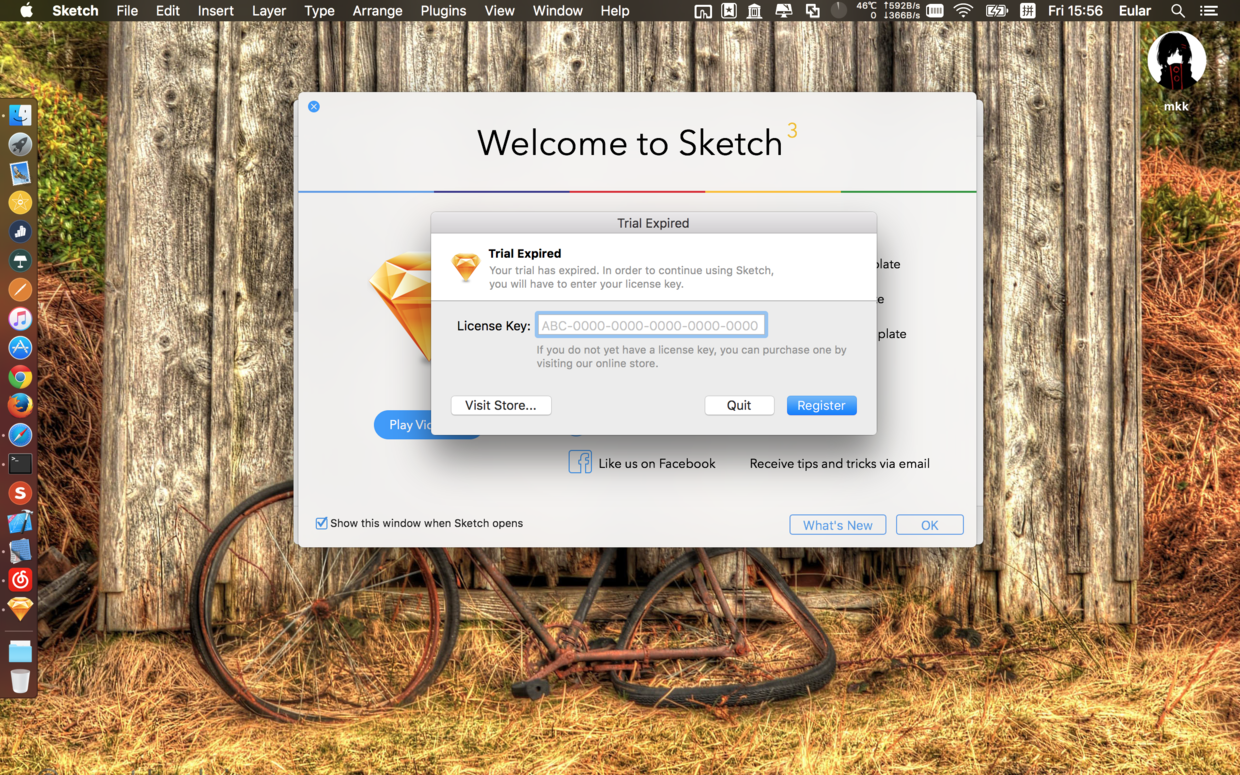 Sketch File Edit Insert Layer Type Arrange Plugins View Window Help 46℃ ↑592B/s Fri 15:56 Eular
0 ↓366B/s
拼
mkk
Welcome to Sketch 3
Trial Expired
Trial Expired
Your trial has expired. In order to continue using Sketch,
you will have to enter your license key.
plate
e
License Key: ABC-0000-0000-0000-0000-0000
plate
If you do not yet have a license key, you can purchase one by
visiting our online store.
Visit Store... Quit Register
Play Vid
Like us on Facebook Receive tips and tricks via email
Show this window when Sketch opens
What's New OK